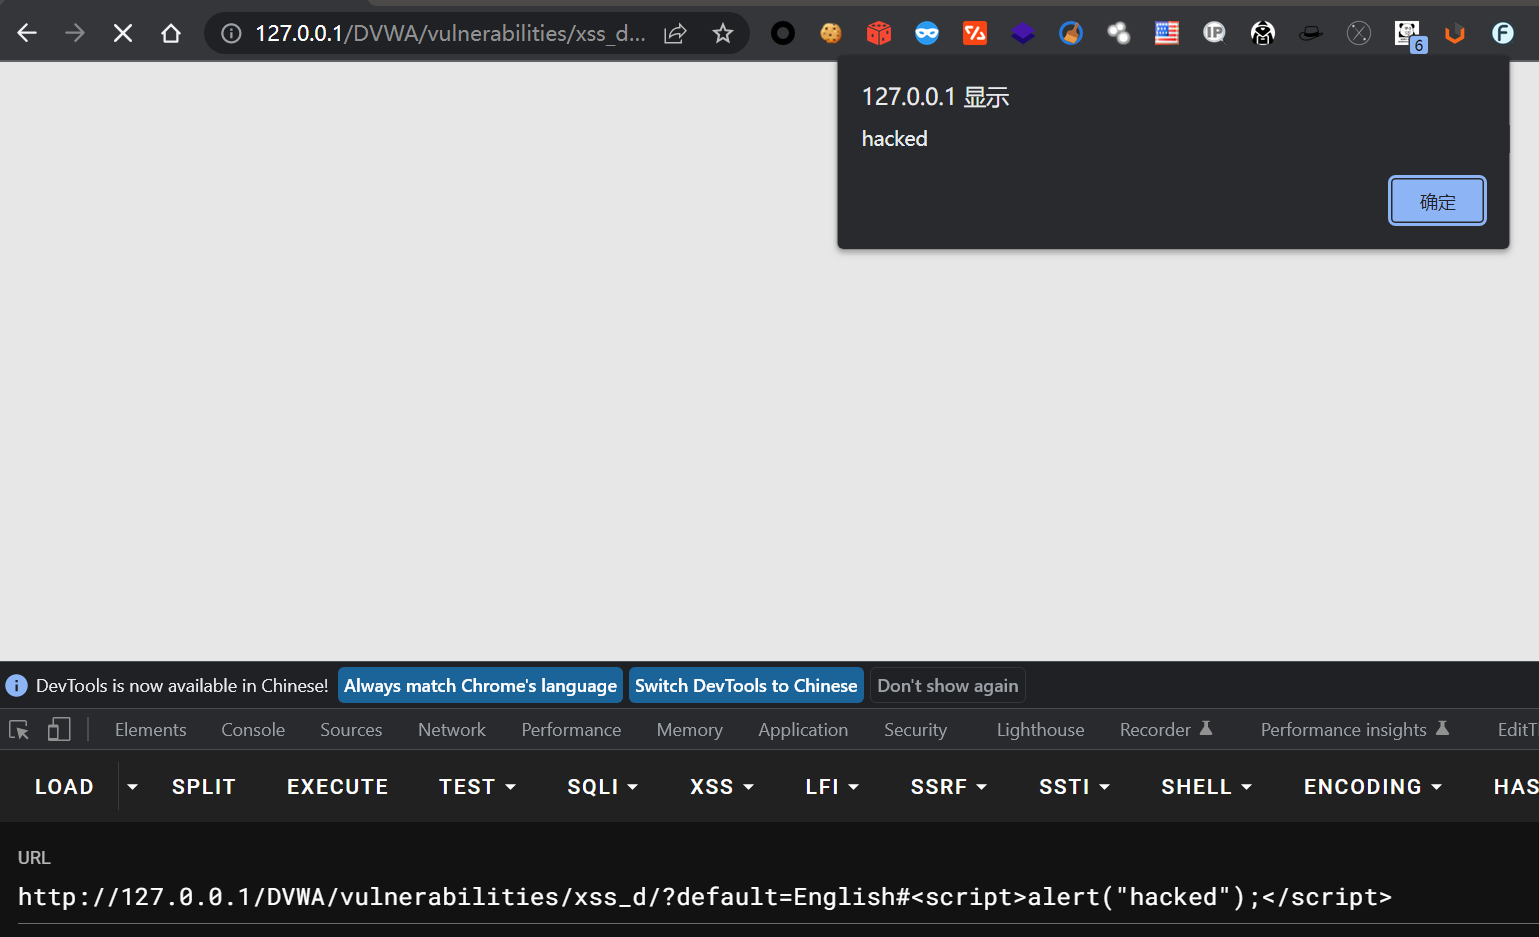 127.0.0.1/DVWA/vulnerabilities/xss_d...
IP
6
127.0.0.1 显示
hacked
确定
DevTools is now available in Chinese! Always match Chrome's language Switch DevTools to Chinese Don't show again
Elements Console Sources Network Performance Memory Application Security Lighthouse Recorder Performance insights EditT
LOAD SPLIT EXECUTE TEST SQLI XSS LFI SSRF SSTI SHELL ENCODING HAS
URL
http://127.0.0.1/DVWA/vulnerabilities/xss_d/?default=English#<script>alert("hacked");</script>